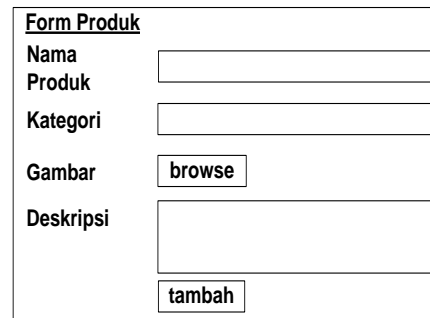 Form Produk
Nama
Produk
Kategori
Gambar browse
Deskripsi
tambah